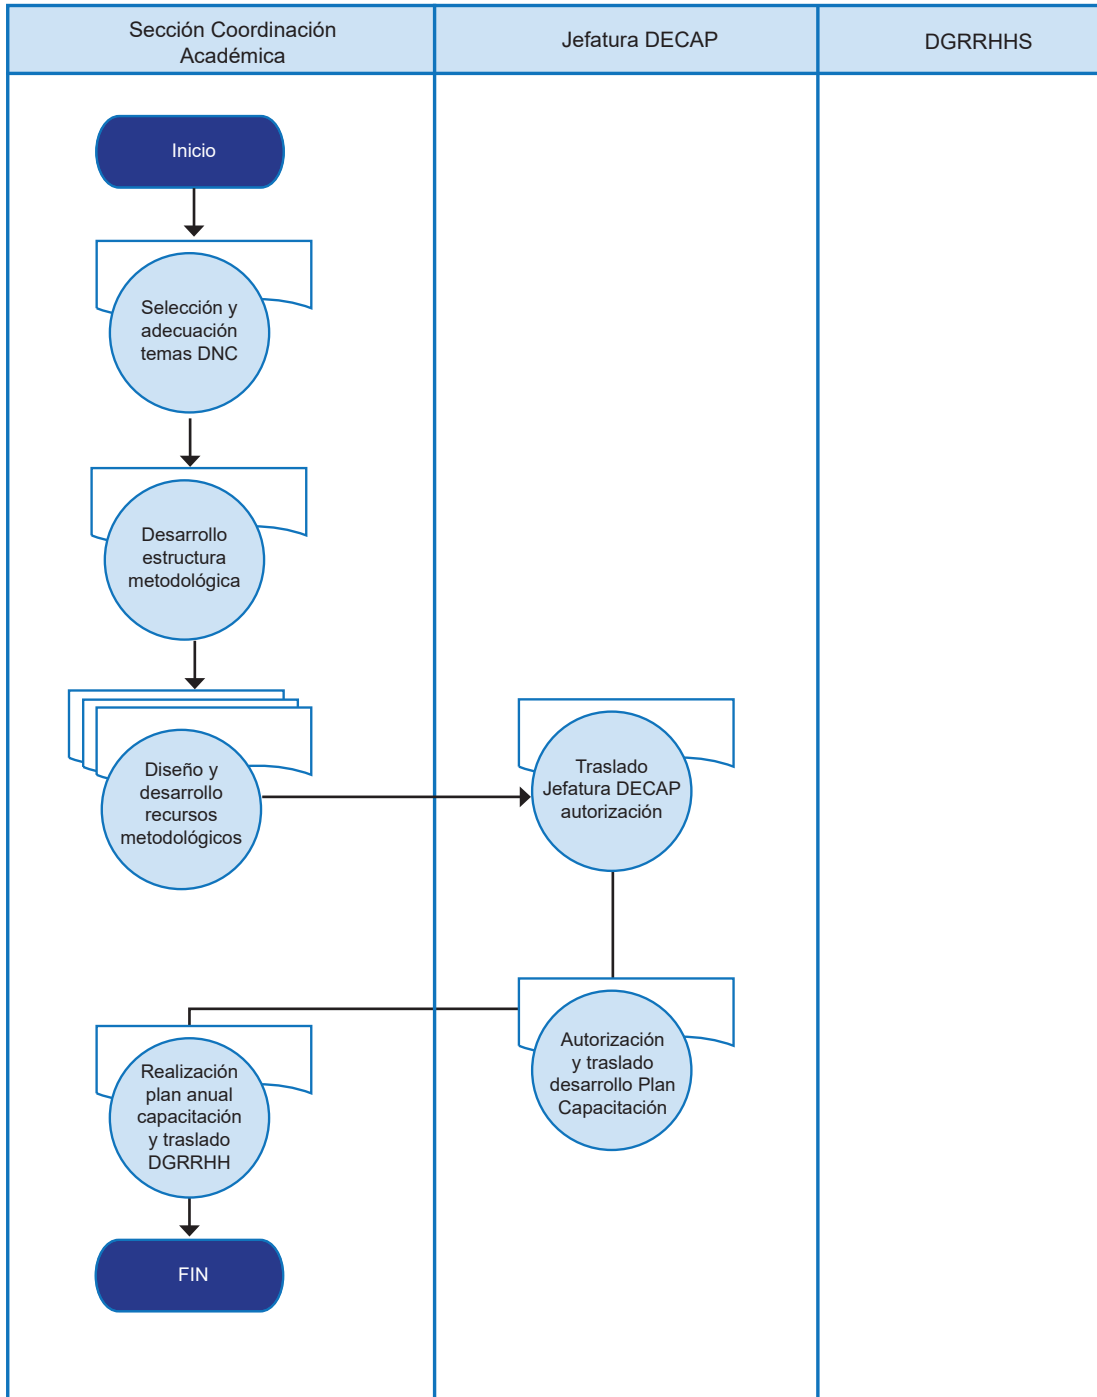 Sección Coordinación
Académica
Jefatura DECAP
DGRRHHS
Inicio
Selección y
adecuación
temas DNC
Desarrollo
estructura
metodológica
Diseño y
desarrollo
recursos
metodológicos
Traslado
Jefatura DECAP
autorización
Autorización
y traslado
desarrollo Plan
Capacitación
Realización
plan anual
capacitación
y traslado
DGRRHH
FIN